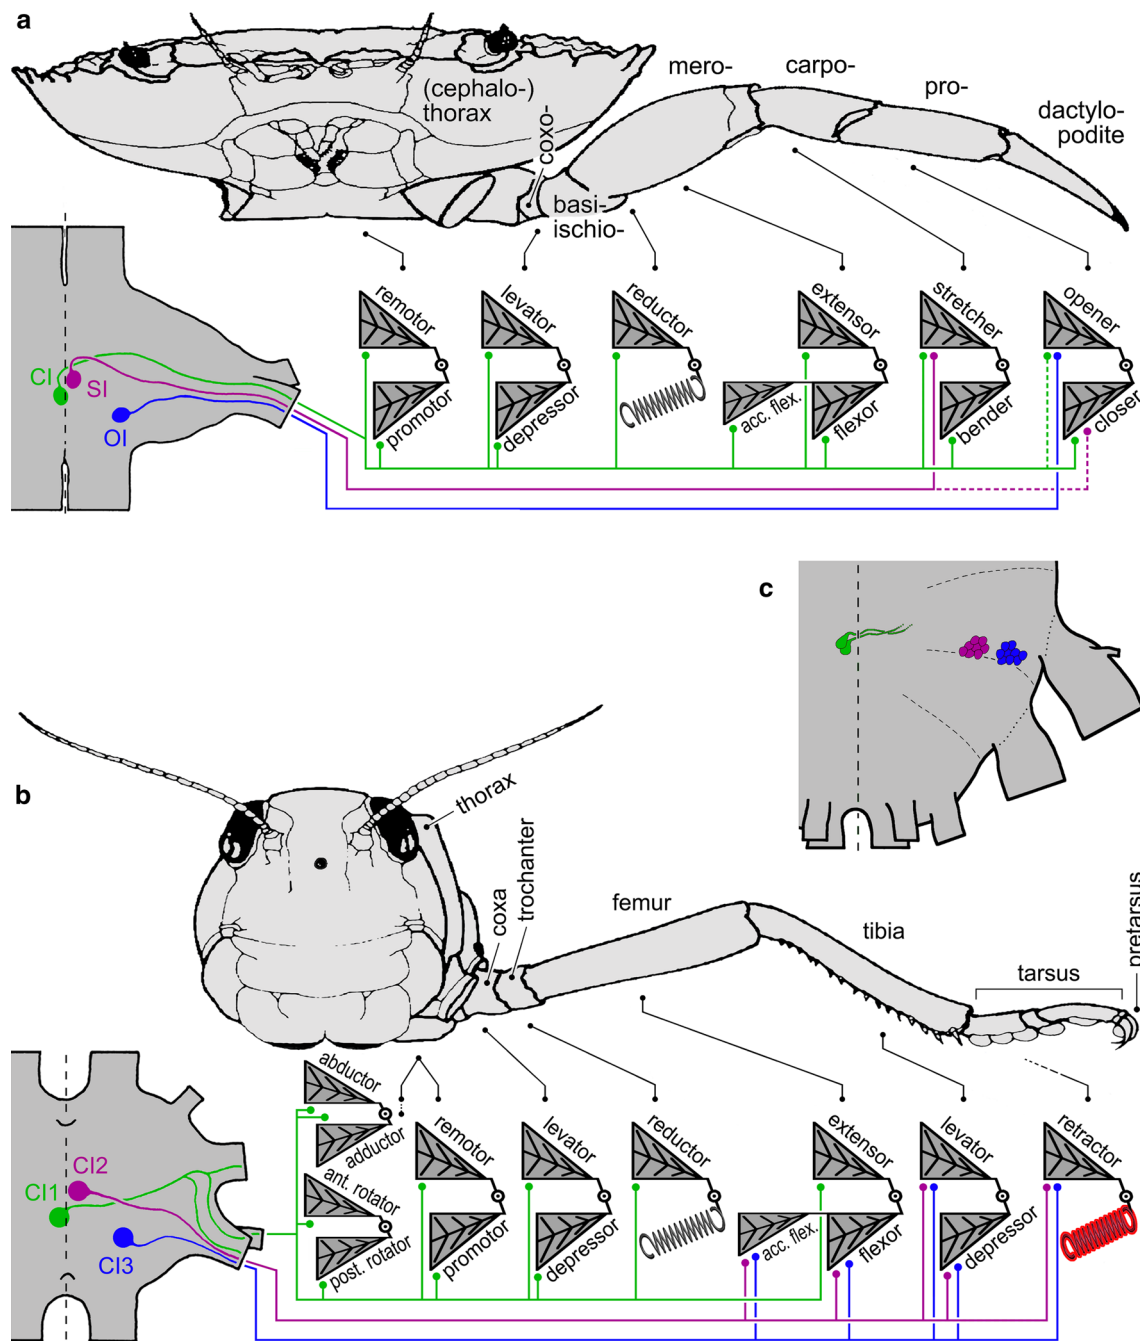 a
(cephalo-)
thorax
coxo-
basi-
ischio-
mero-
carpo-
pro-
dactylo-
podite
CI
SI
OI
remotor
promotor
levator
depressor
reductor
extensor
acc. flex.
flexor
stretcher
bender
opener
closer
c
b
thorax
coxa
trochanter
femur
tibia
tarsus
pretarsus
CI2
CI1
CI3
abductor
adductor
ant. rotator
post. rotator
remotor
promotor
levator
depressor
reductor
extensor
acc. flex.
flexor
levator
depressor
retractor